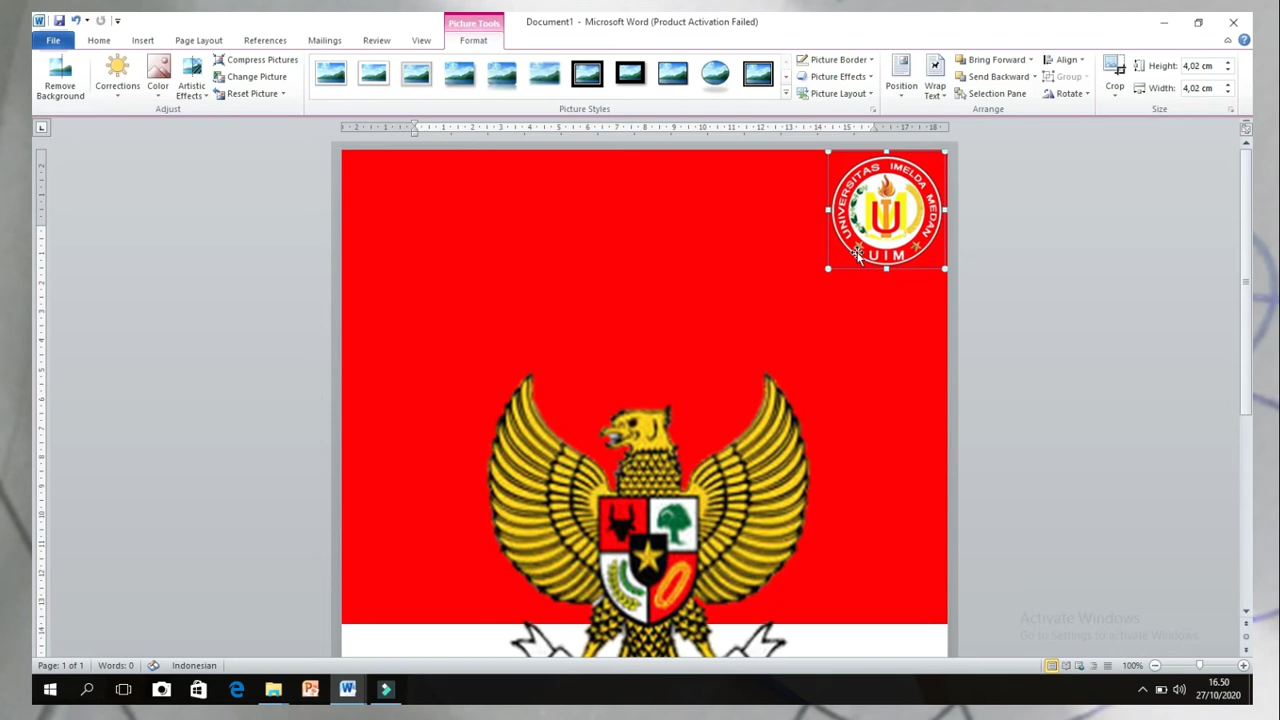 Picture Tools
Document1 - Microsoft Word (Product Activation Failed)
File Home Insert Page Layout References Mailings Review View Format
Remove Background
Corrections
Color
Artistic Effects
Compress Pictures
Change Picture
Reset Picture
Adjust
Picture Styles
Picture Border
Picture Effects
Picture Layout
Position
Wrap Text
Bring Forward
Send Backward
Selection Pane
Align
Group
Rotate
Arrange
Crop
Height: 4,02 cm
Width: 4,02 cm
Size
UNIVERSITAS IMELDA MEDAN
UIM
Activate Windows
Go to Settings to activate Windows.
Page: 1 of 1 Words: 0 Indonesian 100%
16.50
27/10/2020